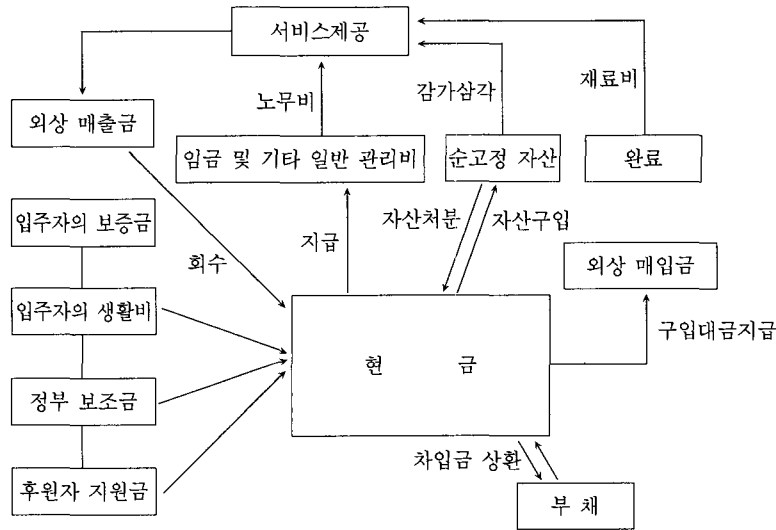 서비스제공
노무비
감가삼각
재료비
외상 매출금
임금 및 기타 일반 관리비
순고정 자산
완료
입주자의 보증금
회수
지급
자산처분
자산구입
외상 매입금
입주자의 생활비
구입대금지급
현 금
정부 보조금
차입금 상환
후원자 지원금
부 채